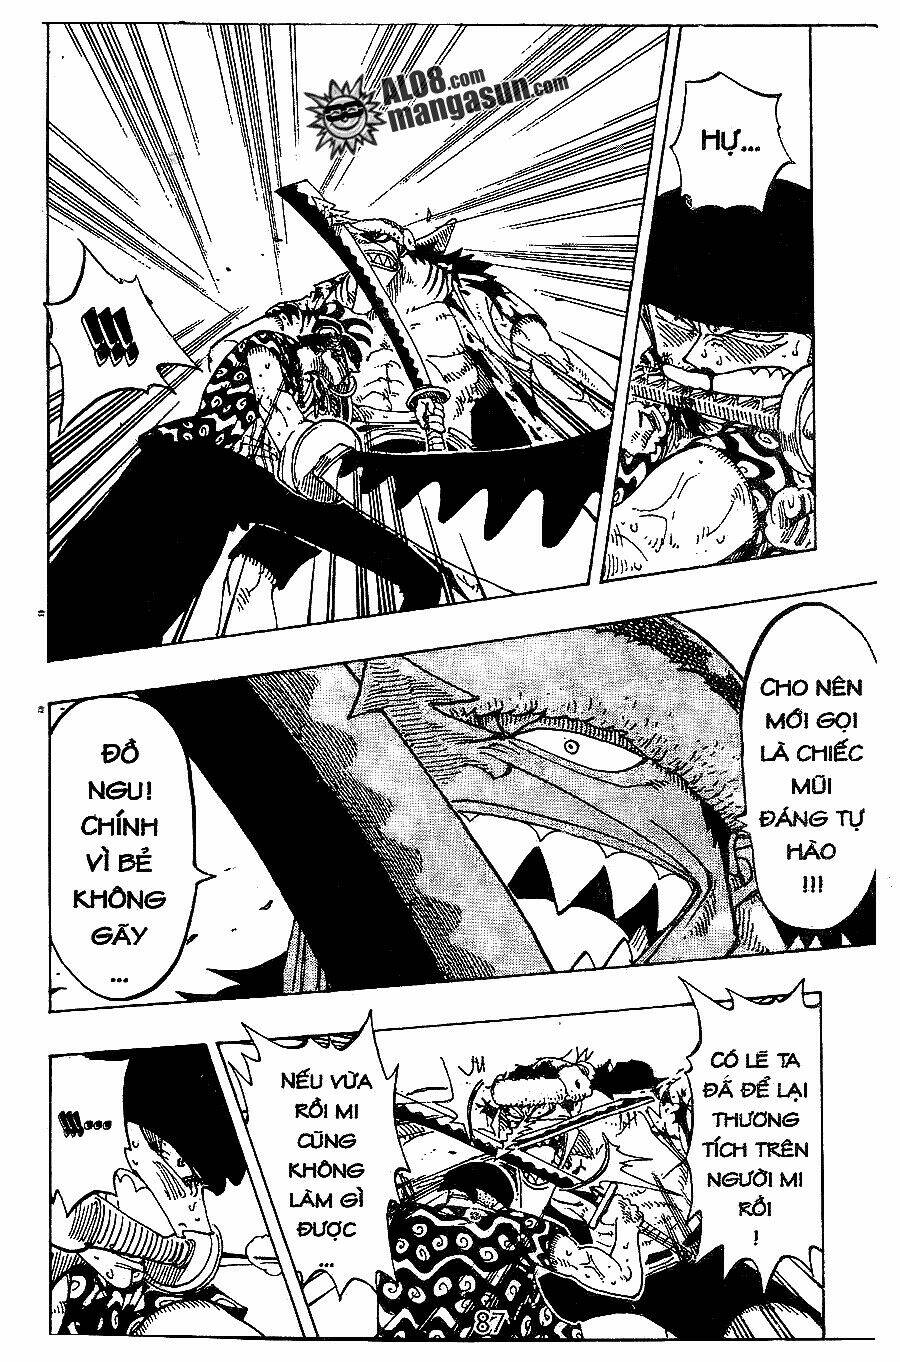 AL08.com
mangasun.com
HỰ...
!!!
CHO NÊN
MỚI GỌI
LÀ CHIẾC
MŨI
ĐÁNG TỰ
HÀO
!!!
ĐỒ
NGU!
CHÍNH
VÌ BẺ
KHÔNG
GÃY
...
CÓ LẼ TA
ĐẤ ĐỂ LẠI
THƯƠNG
TÍCH TRÊN
NGƯỜI MI
RỒI
!
NẾU VỪA
RỒI MI
CŨNG
KHÔNG
LÀM GÌ
ĐƯỢC
...
!!!...
87